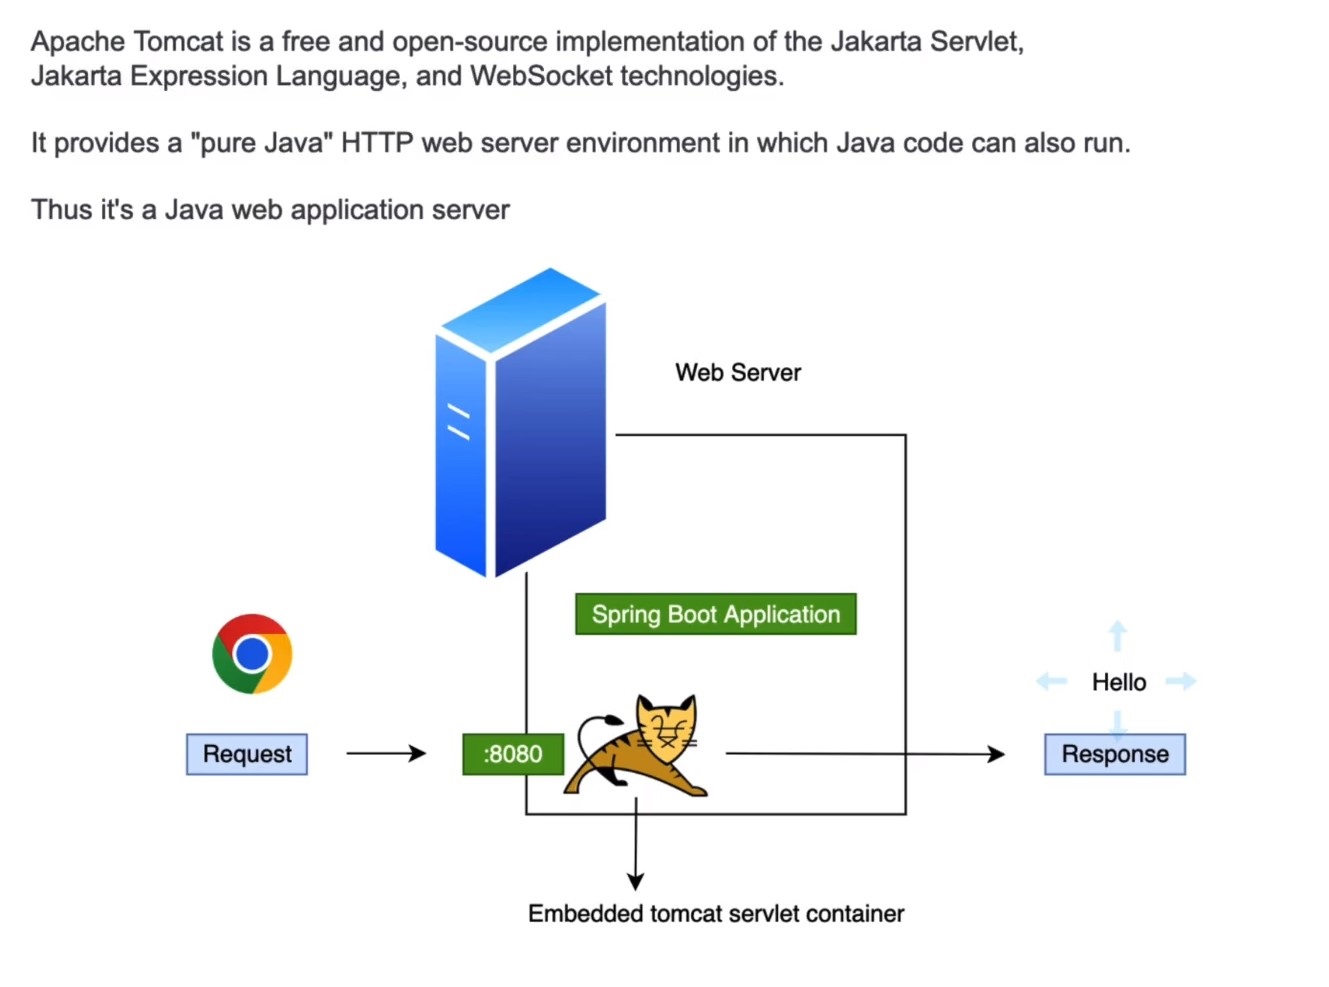 Apache Tomcat is a free and open-source implementation of the Jakarta Servlet,
Jakarta Expression Language, and WebSocket technologies.
It provides a "pure Java" HTTP web server environment in which Java code can also run.
Thus it's a Java web application server
Web Server
Spring Boot Application
Hello
Request
:8080
Response
Embedded tomcat servlet container